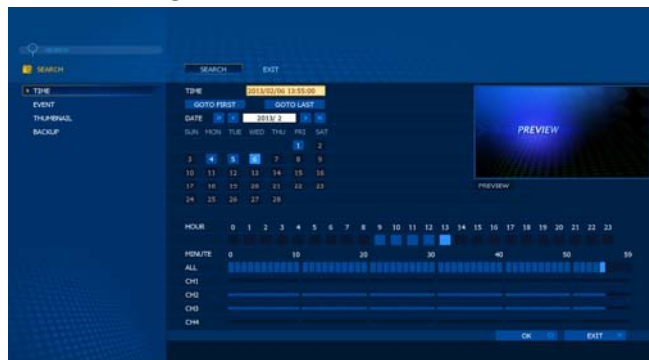 SEARCH
SEARCH
SEARCH EXIT
TIME
EVENT
THUMBNAIL
BACKUP
TIME 2013/02/06 13:55:00
GOTO FIRST GOTO LAST
DATE 2013/ 2
SUN MON TUE WED THU FRI SAT
1 2
3 4 5 6 7 8 9
10 11 12 13 14 15 16
17 18 19 20 21 22 23
24 25 26 27 28
PREVIEW
PREVIEW
HOUR 0 1 2 3 4 5 6 7 8 9 10 11 12 13 14 15 16 17 18 19 20 21 22 23
MINUTE 0 10 20 30 40 50 59
ALL
CH1
CH2
CH3
CH4
OK EXIT